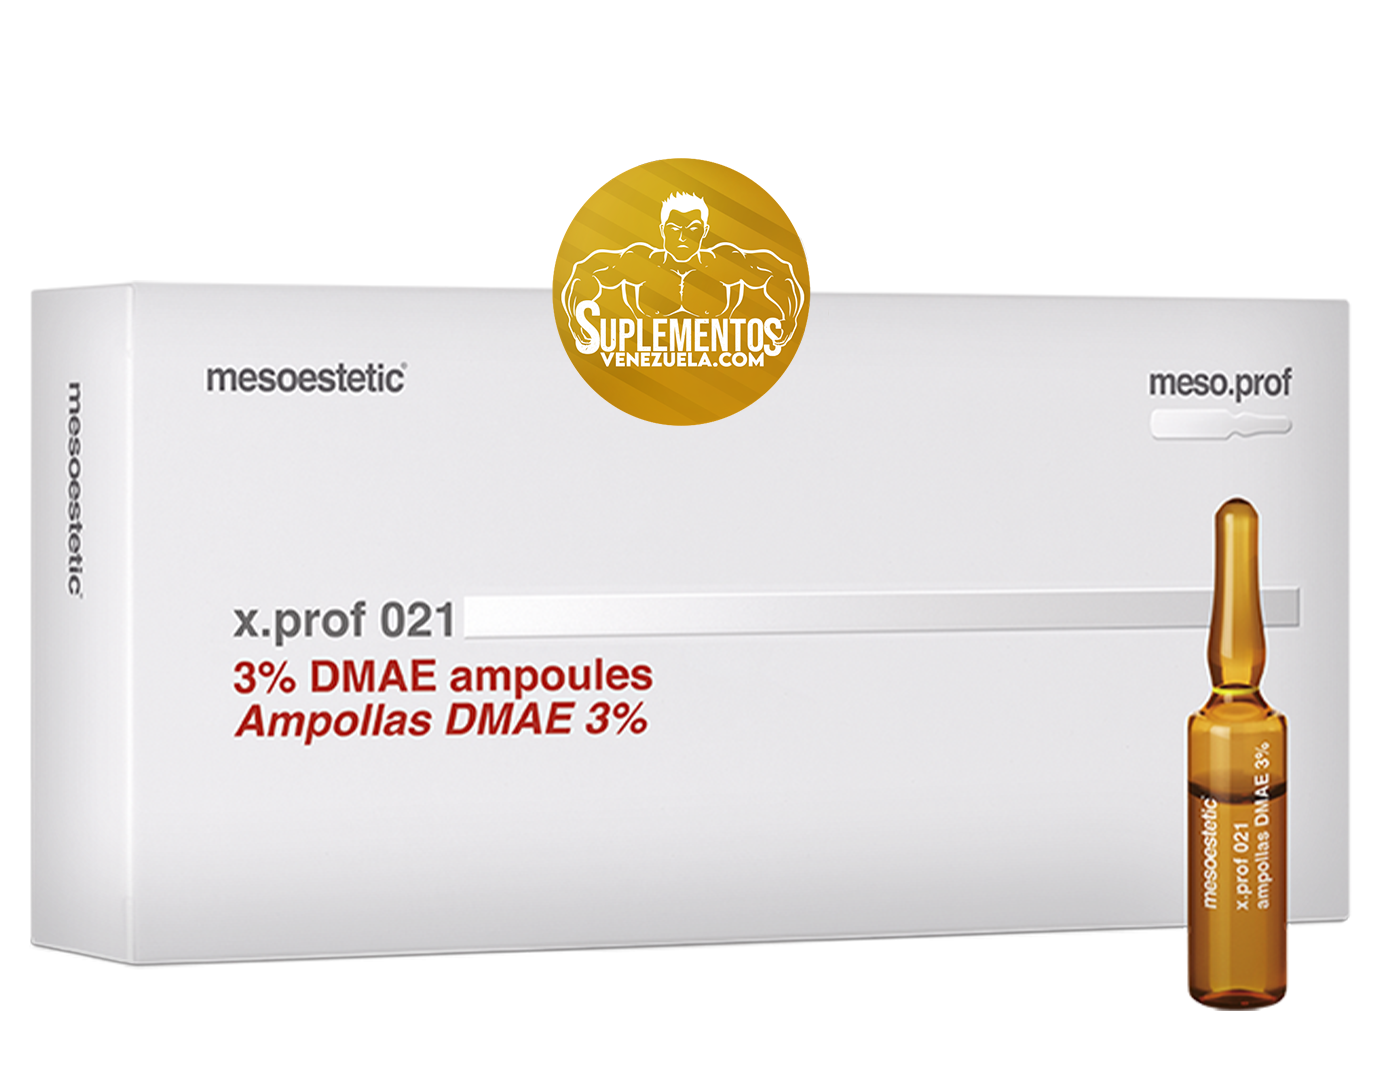 SUPLEMENTOS
VENEZUELA.COM
mesoestetic®
meso.prof
mesoestetic®
x.prof 021
3% DMAE ampoules
Ampollas DMAE 3%
mesoestetic®
x.prof 021
ampollas DMAE 3%